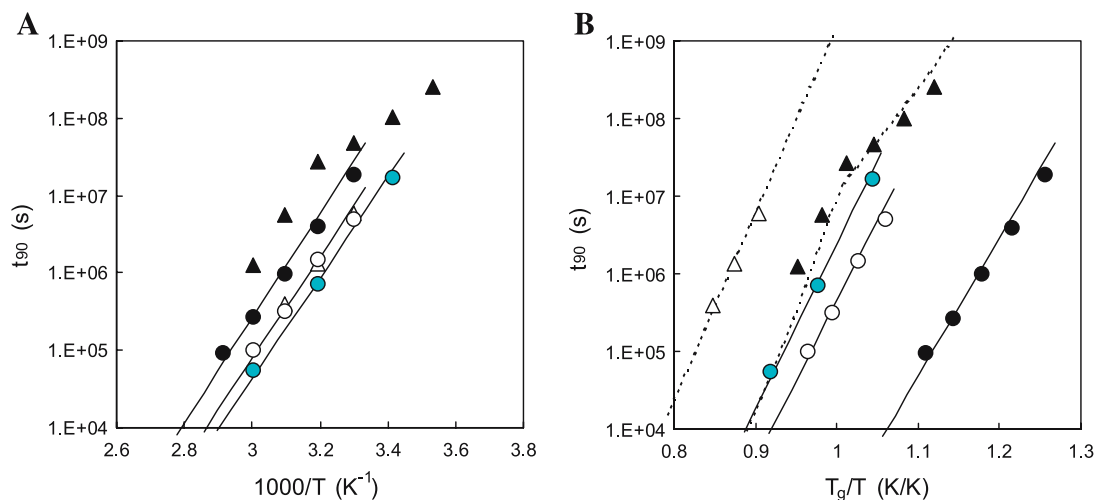 A
1.E+09
1.E+08
1.E+07
1.E+06
1.E+05
1.E+04
t90 (s)
2.6 2.8 3.0 3.2 3.4 3.6 3.8
1000/T (K-1)
B
1.E+09
1.E+08
1.E+07
1.E+06
1.E+05
1.E+04
t90 (s)
0.8 0.9 1 1.1 1.2 1.3
Tg/T (K/K)